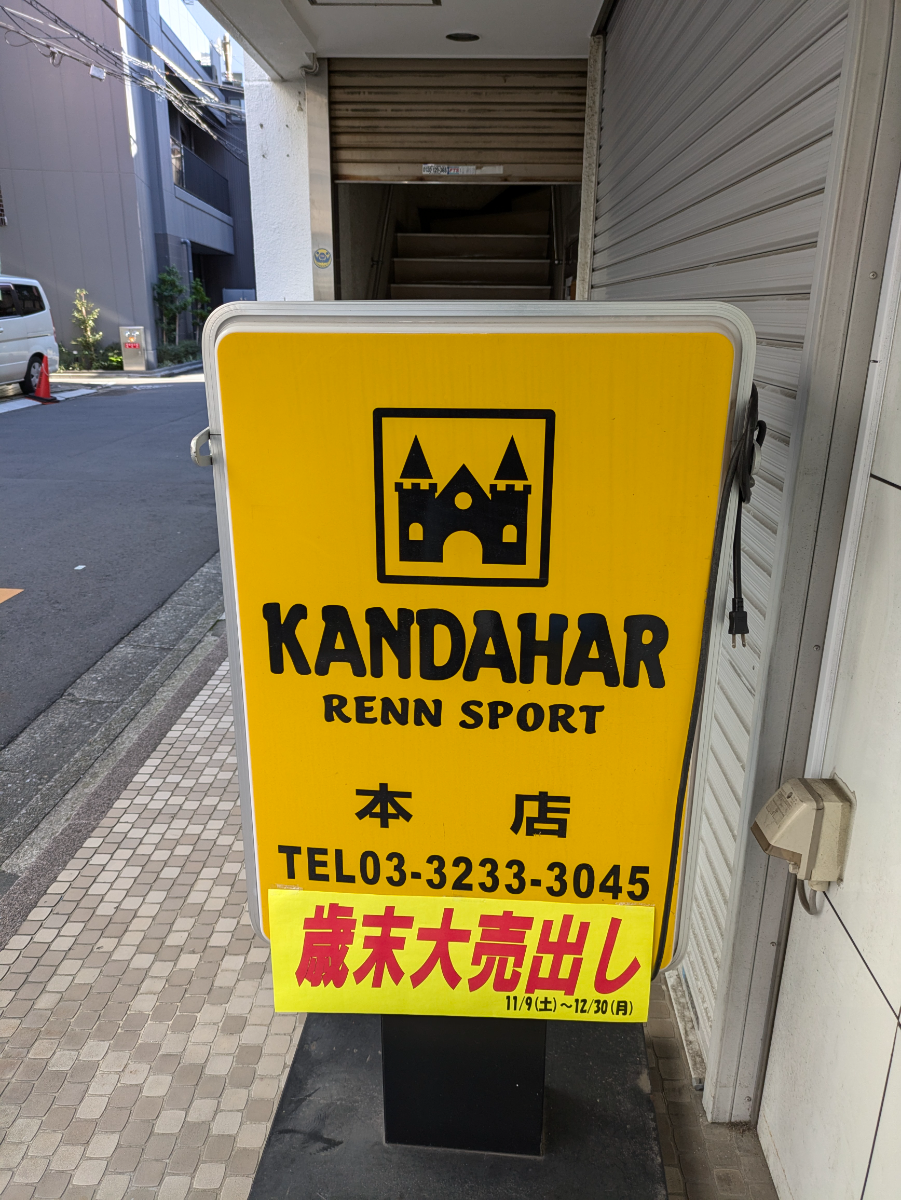 KANDAHAR
RENN SPORT
本 店
TEL03-3233-3045
歳末大売出し
11/9(土)~12/30(月)